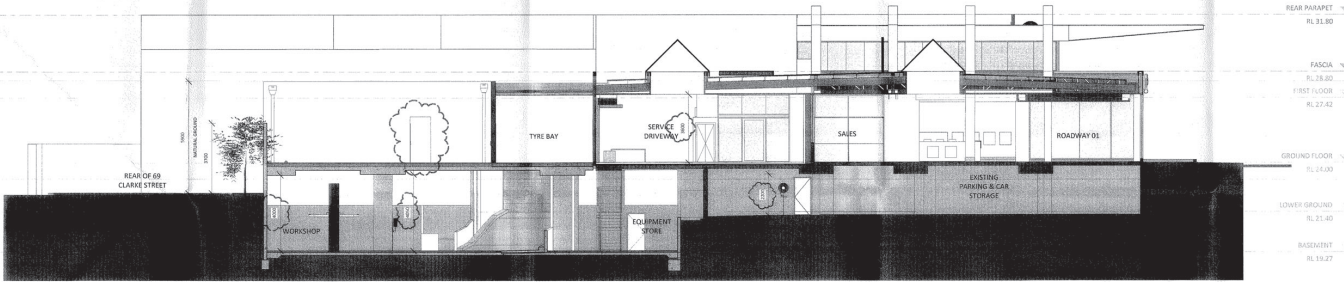 REAR PARAPET
RL 31.80
FASCIA
RL 28.80
FIRST FLOOR
RL 27.42
GROUND FLOOR
RL 24.00
LOWER GROUND
RL 21.40
BASEMENT
RL 19.27
NATURAL GROUND
REAR OF 69
CLARKE STREET
TYRE BAY
SERVICE
DRIVEWAY
SALES
ROADWAY 01
EXISTING
PARKING & CAR
STORAGE
WORKSHOP
EQUIPMENT
STORE